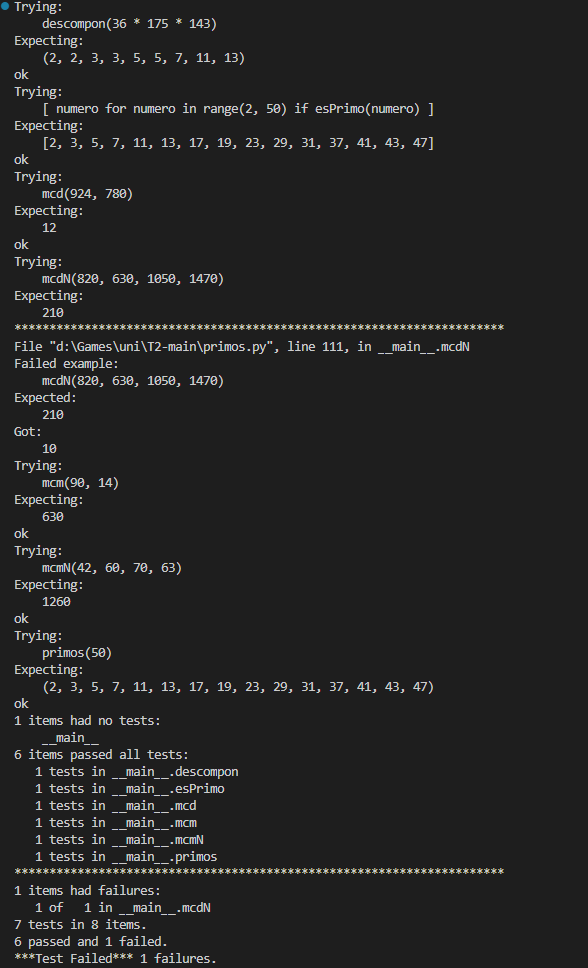 Trying:
    descompon(36 * 175 * 143)
Expecting:
    (2, 2, 3, 3, 5, 5, 7, 11, 13)
ok
Trying:
    [ numero for numero in range(2, 50) if esPrimo(numero) ]
Expecting:
    [2, 3, 5, 7, 11, 13, 17, 19, 23, 29, 31, 37, 41, 43, 47]
ok
Trying:
    mcd(924, 780)
Expecting:
    12
ok
Trying:
    mcdN(820, 630, 1050, 1470)
Expecting:
    210
**********************************************************************
File "d:\Games\uni\T2-main\primos.py", line 111, in __main__.mcdN
Failed example:
    mcdN(820, 630, 1050, 1470)
Expected:
    210
Got:
    10
Trying:
    mcm(90, 14)
Expecting:
    630
ok
Trying:
    mcmN(42, 60, 70, 63)
Expecting:
    1260
ok
Trying:
    primos(50)
Expecting:
    (2, 3, 5, 7, 11, 13, 17, 19, 23, 29, 31, 37, 41, 43, 47)
ok
1 items had no tests:
    __main__
6 items passed all tests:
   1 tests in __main__.descompon
   1 tests in __main__.esPrimo
   1 tests in __main__.mcd
   1 tests in __main__.mcm
   1 tests in __main__.mcmN
   1 tests in __main__.primos
**********************************************************************
1 items had failures:
   1 of   1 in __main__.mcdN
7 tests in 8 items.
6 passed and 1 failed.
***Test Failed*** 1 failures.